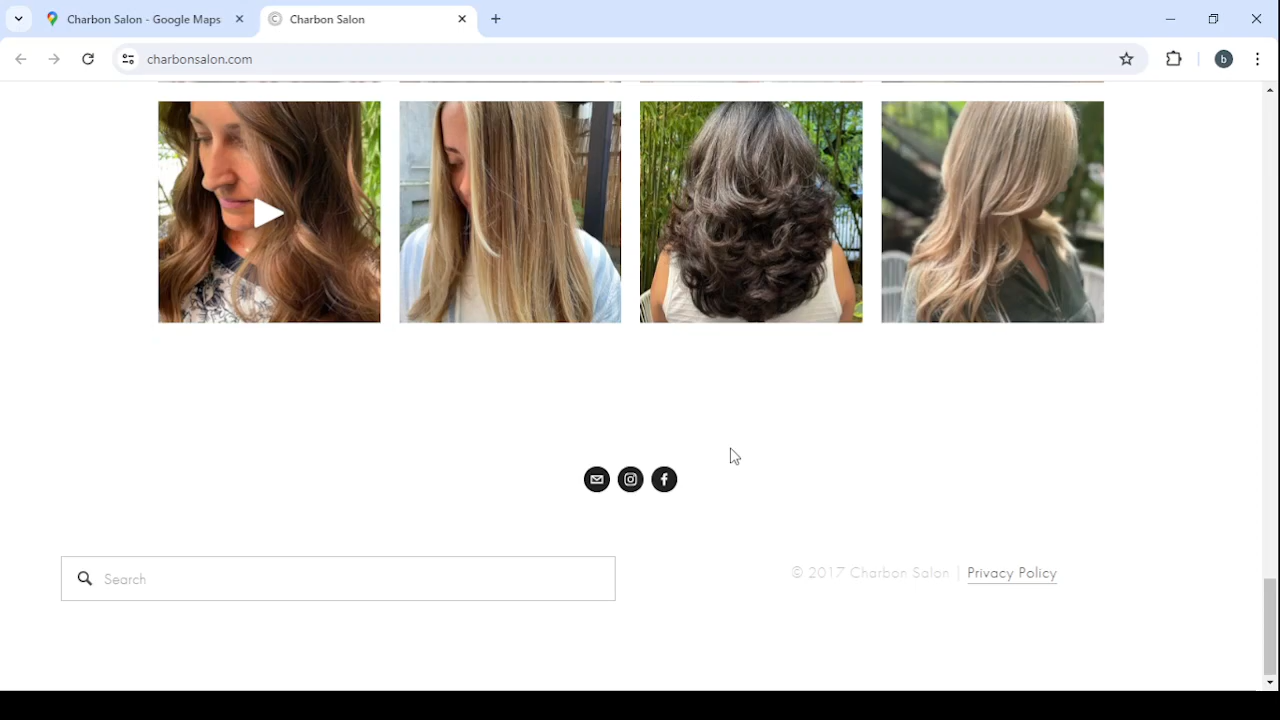 Charbon Salon - Google Maps
Charbon Salon
charbonsalon.com
b
Search
© 2017 Charbon Salon | Privacy Policy